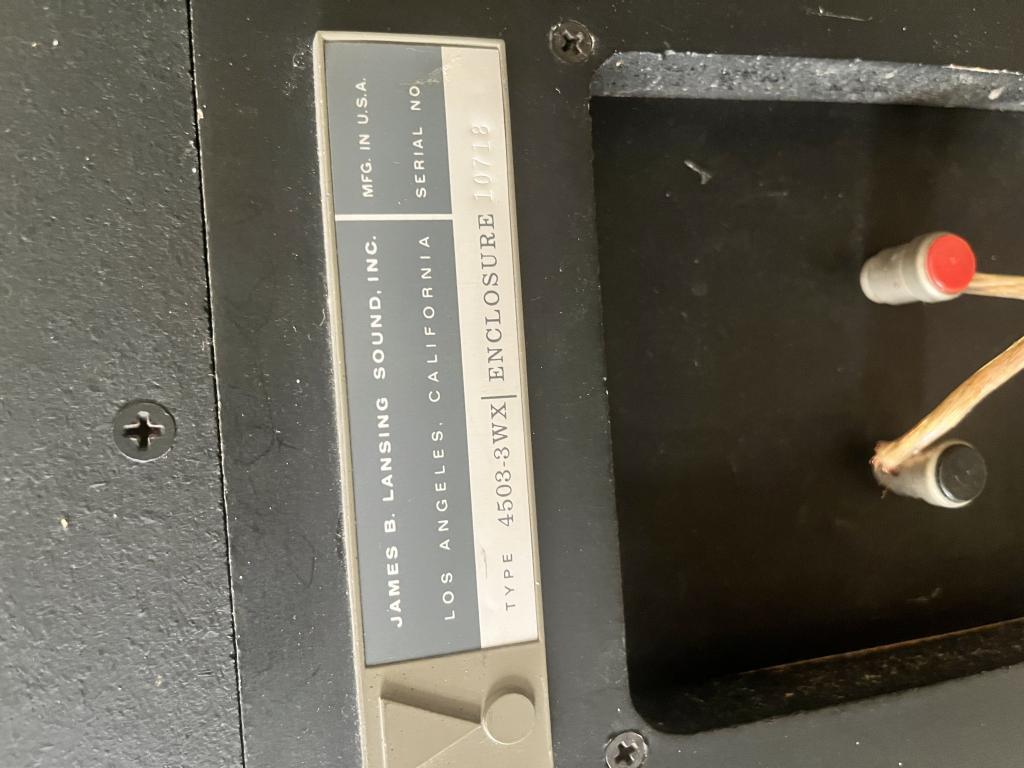 JAMES B. LANSING SOUND, INC.
LOS ANGELES, CALIFORNIA
MFG. IN U.S.A.
SERIAL NO.
TYPE 4503-3WX| ENCLOSURE 10718